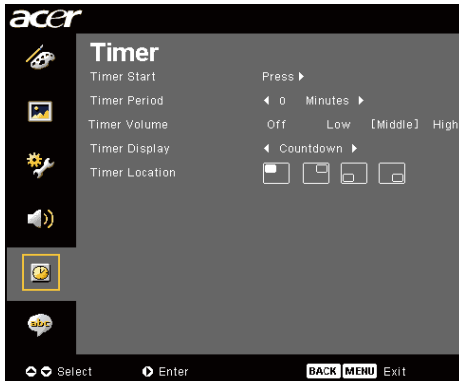 acer
Timer
Timer Start Press
Timer Period 0 Minutes
Timer Volume Off Low [Middle] High
Timer Display Countdown
Timer Location
abc
Select Enter BACK MENU Exit